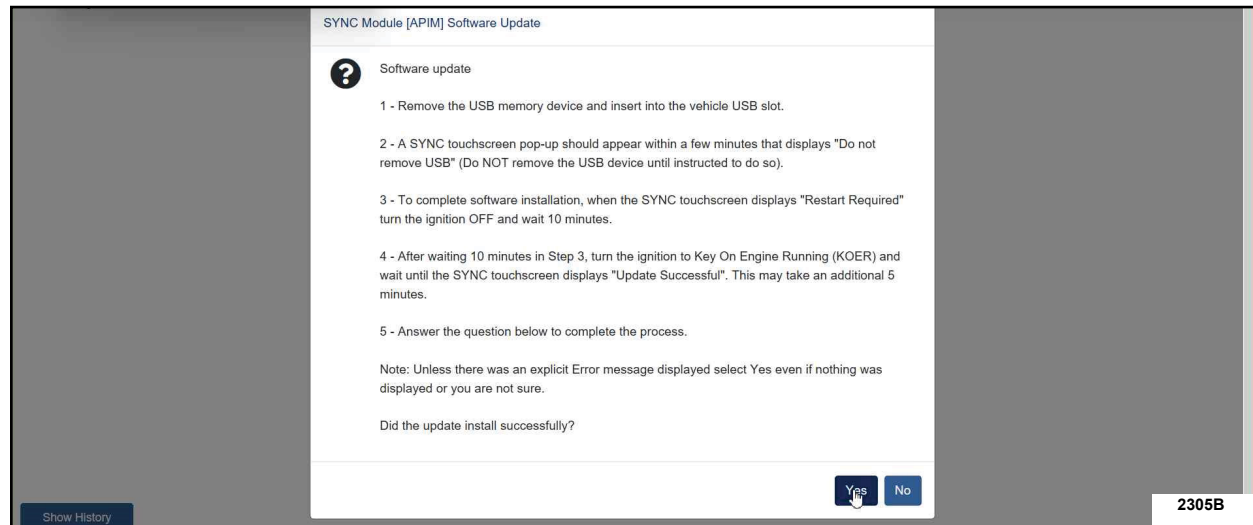 SYNC Module [APIM] Software Update
Software update
1 - Remove the USB memory device and insert into the vehicle USB slot.
2 - A SYNC touchscreen pop-up should appear within a few minutes that displays "Do not
remove USB" (Do NOT remove the USB device until instructed to do so).
3 - To complete software installation, when the SYNC touchscreen displays "Restart Required"
turn the ignition OFF and wait 10 minutes.
4 - After waiting 10 minutes in Step 3, turn the ignition to Key On Engine Running (KOER) and
wait until the SYNC touchscreen displays "Update Successful". This may take an additional 5
minutes.
5 - Answer the question below to complete the process.
Note: Unless there was an explicit Error message displayed select Yes even if nothing was
displayed or you are not sure.
Did the update install successfully?
Yes No
Show History
2305B